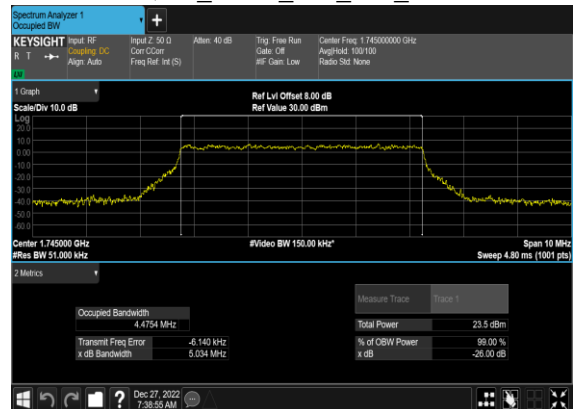 Spectrum Analyzer 1
Occupied BW
+
KEYSIGHT Input: RF Input Z: 50 Ω Atten: 40 dB Trig: Free Run Center Freq: 1.745000000 GHz
R T Coupling: DC Corr CCorr Gate: Off Avg|Hold: 100/100
Align: Auto Freq Ref: Int (S) #IF Gain: Low Radio Std: None
LXI
1 Graph
Ref Lvl Offset 8.00 dB
Scale/Div 10.0 dB Ref Value 30.00 dBm
Log
20.0
10.0
0.00
-10.0
-20.0
-30.0
-40.0
-50.0
-60.0
Center 1.745000 GHz #Video BW 150.00 kHz* Span 10 MHz
#Res BW 51.000 kHz Sweep 4.80 ms (1001 pts)
2 Metrics
Measure Trace Trace 1
Occupied Bandwidth
4.4754 MHz Total Power 23.5 dBm
Transmit Freq Error -6.140 kHz % of OBW Power 99.00 %
x dB Bandwidth 5.034 MHz x dB -26.00 dB
? Dec 27, 2022
7:38:55 AM